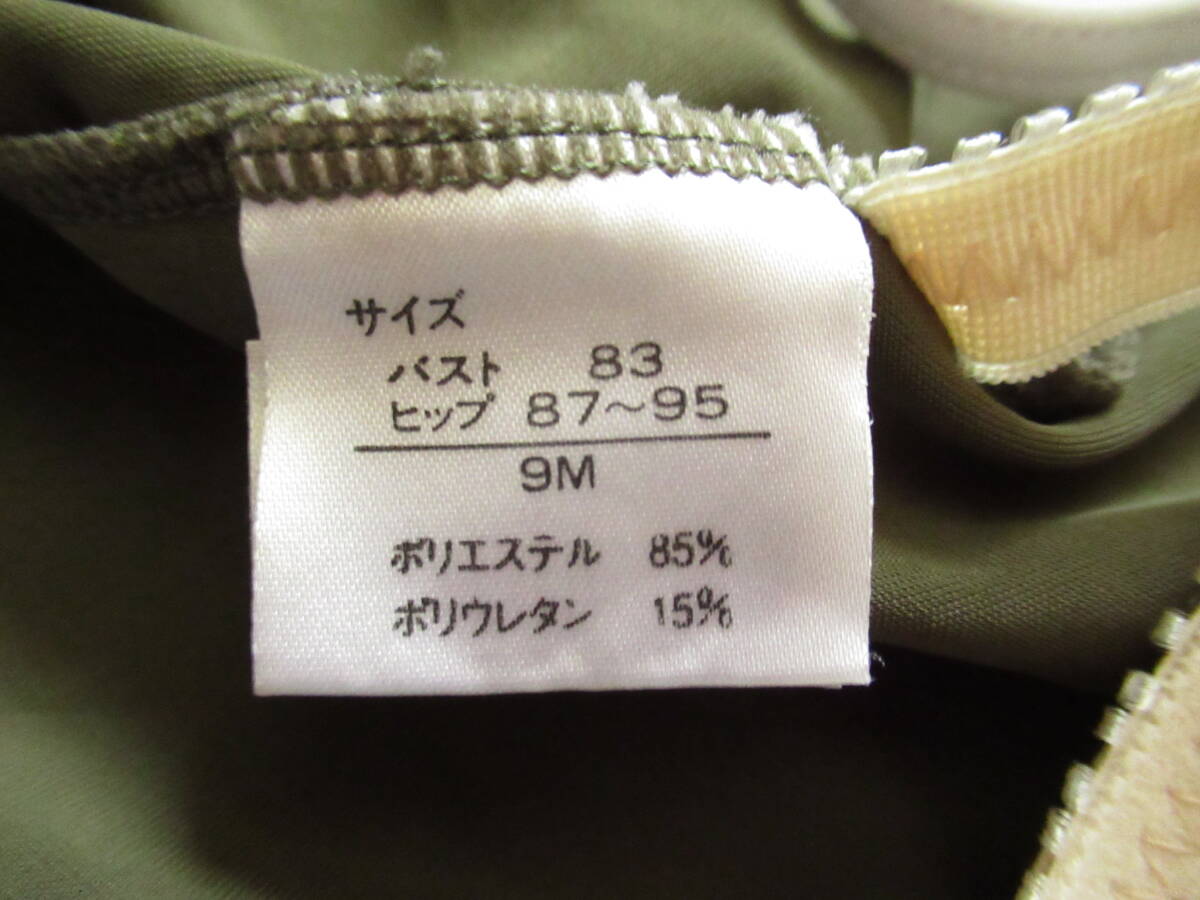 サイズ
バスト 83
ヒップ 87～95
9M
ポリエステル 85%
ポリウレタン 15%